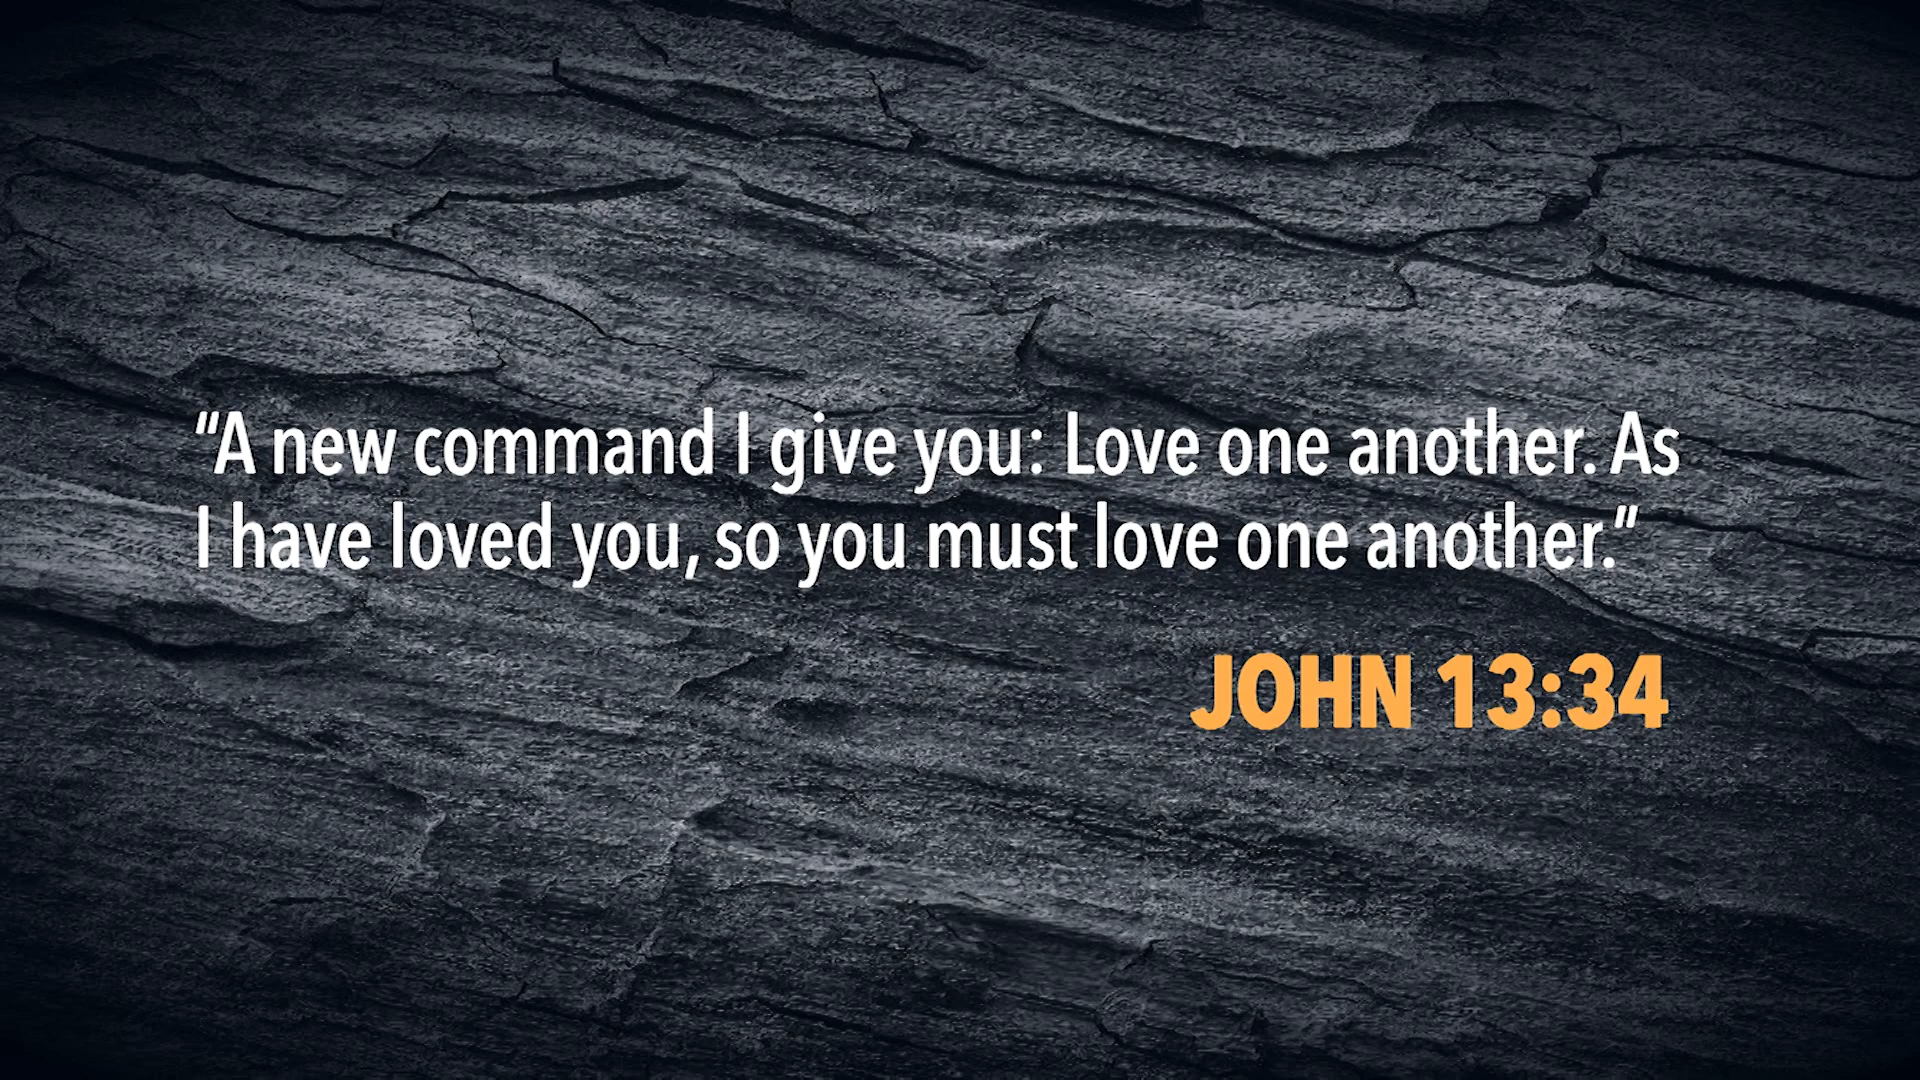 “A new command I give you: Love one another. As
I have loved you, so you must love one another.“
JOHN 13:34